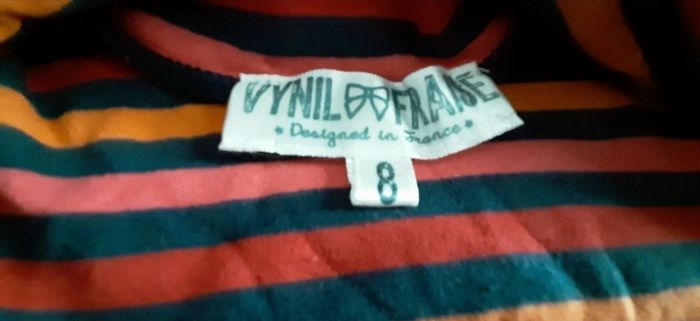 VYNIL FRAISE
* Designed in France *
8